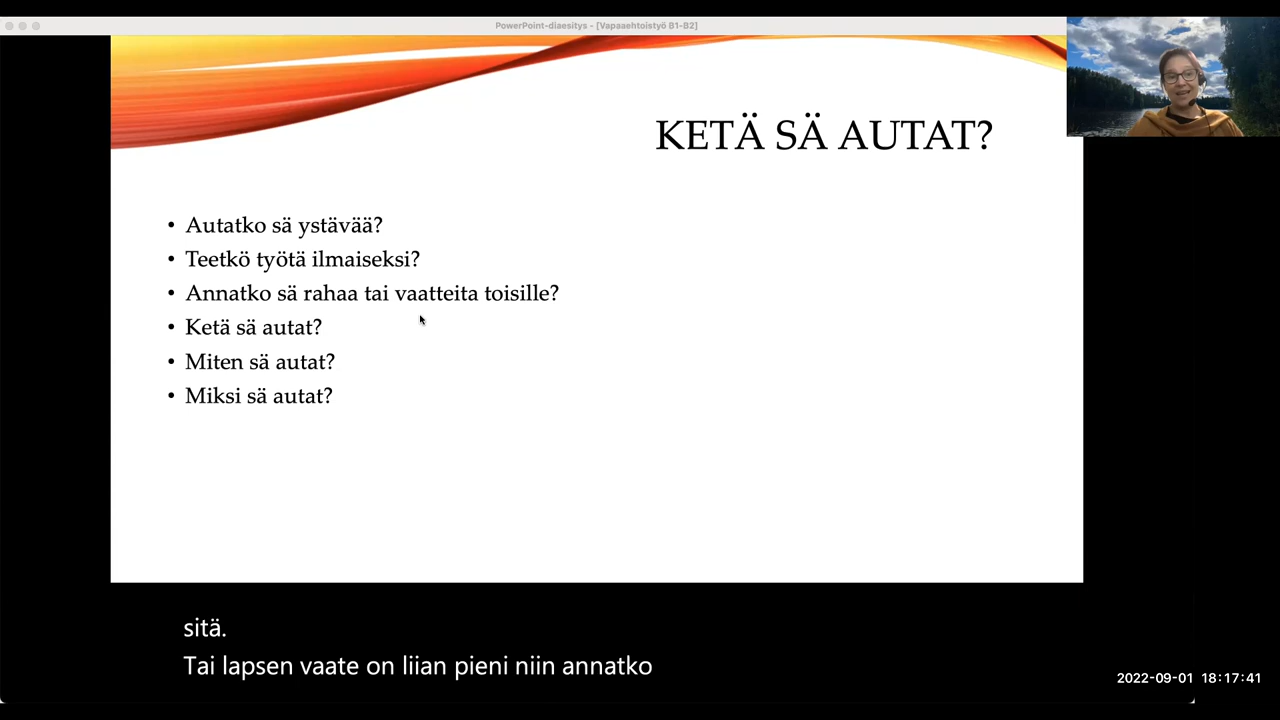 PowerPoint-diaesitys - [Vapaaehtoistyö B1-B2]
KETÄ SÄ AUTAT?
• Autatko sä ystävää?
• Teetkö työtä ilmaiseksi?
• Annatko sä rahaa tai vaatteita toisille?
• Ketä sä autat?
• Miten sä autat?
• Miksi sä autat?
sitä.
Tai lapsen vaate on liian pieni niin annatko
2022-09-01 18:17:41